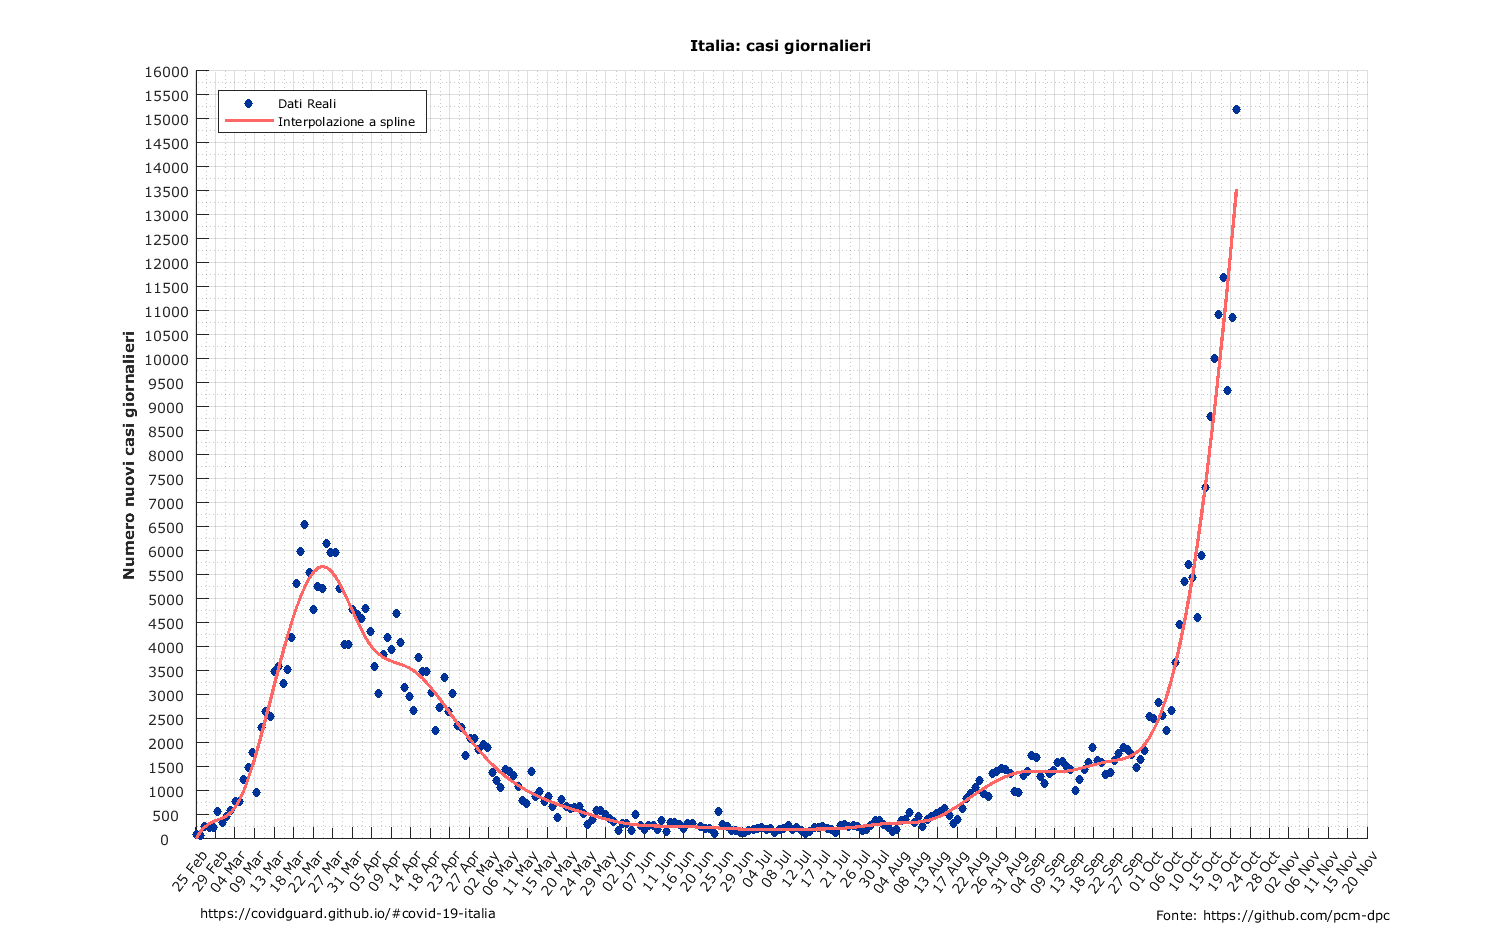 Italia: casi giornalieri
Numero nuovi casi giornalieri
16000
15500
15000
14500
14000
13500
13000
12500
12000
11500
11000
10500
10000
9500
9000
8500
8000
7500
7000
6500
6000
5500
5000
4500
4000
3500
3000
2500
2000
1500
1000
500
0
Dati Reali
Interpolazione a spline
25 Feb
29 Feb
04 Mar
09 Mar
13 Mar
18 Mar
22 Mar
27 Mar
31 Mar
05 Apr
09 Apr
14 Apr
18 Apr
23 Apr
27 Apr
02 May
06 May
11 May
15 May
20 May
24 May
29 May
02 Jun
07 Jun
11 Jun
16 Jun
20 Jun
25 Jun
29 Jun
04 Jul
08 Jul
12 Jul
17 Jul
21 Jul
26 Jul
30 Jul
04 Aug
08 Aug
13 Aug
17 Aug
22 Aug
26 Aug
31 Aug
04 Sep
09 Sep
13 Sep
18 Sep
22 Sep
27 Sep
01 Oct
06 Oct
10 Oct
15 Oct
19 Oct
24 Oct
28 Oct
02 Nov
06 Nov
11 Nov
15 Nov
20 Nov
https://covidguard.github.io/#covid-19-italia
Fonte: https://github.com/pcm-dpc